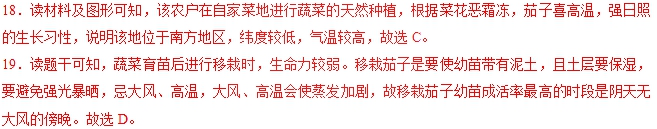 18．读材料及图形可知，该农户在自家菜地进行蔬菜的天然种植，根据菜花恶霜冻，茄子喜高温，强日照
的生长习性，说明该地位于南方地区，纬度较低，气温较高，故选 C。
19．读题干可知，蔬菜育苗后进行移栽时，生命力较弱。移栽茄子是要使幼苗带有泥土，且土层要保湿，
要避免强光暴晒，忌大风、高温，大风、高温会使蒸发加剧，故移栽茄子幼苗成活率最高的时段是阴天无
大风的傍晚。故选 D。